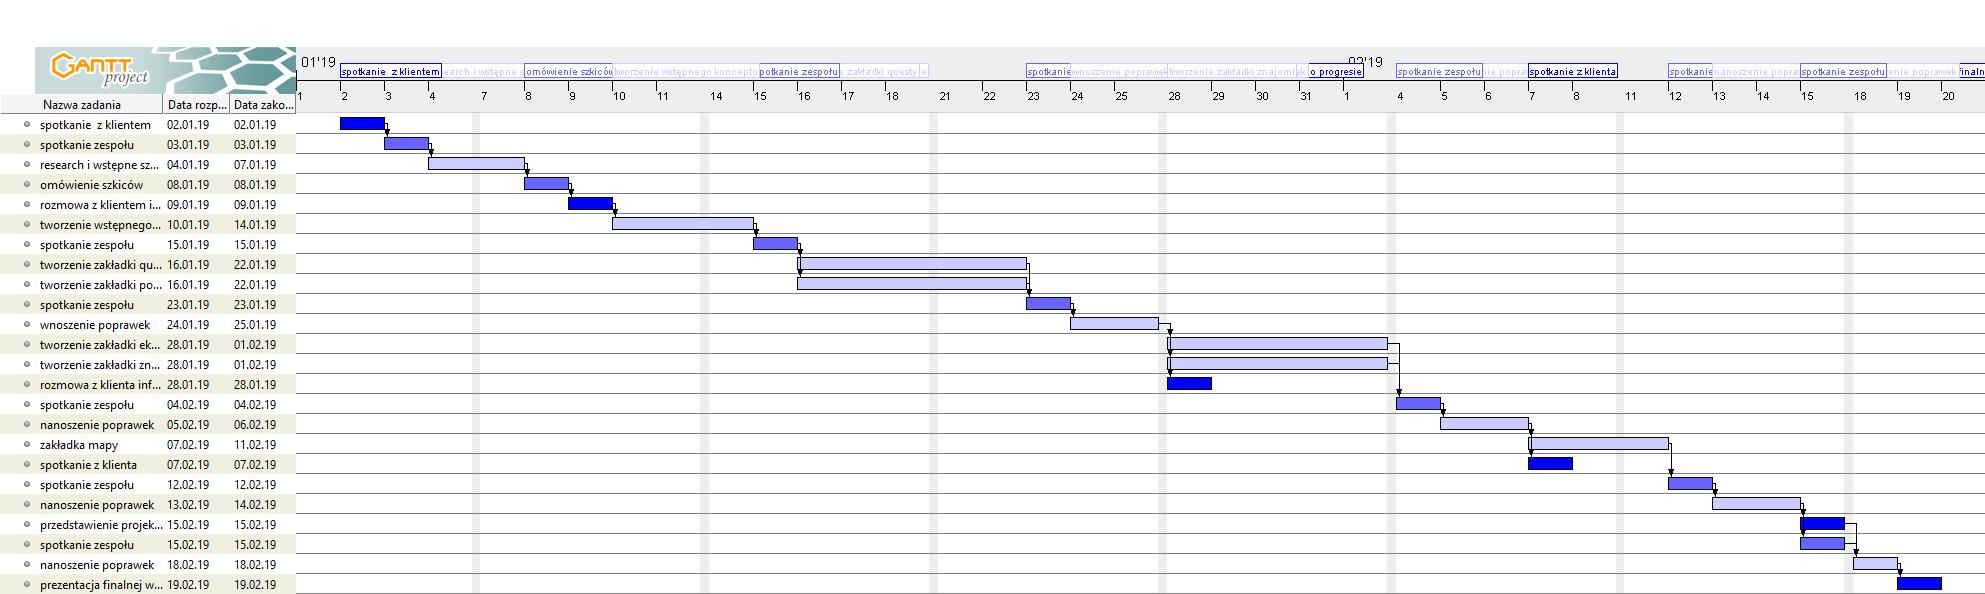 GANTT
project
01'19
02'19
spotkanie z klientem
omówienie szkicó
tworzenie wstępnego konceptu
potkanie zespołu
e zakładki questy
spotkanie
wnoszenie poprawek
tworzenie zakładki znajomi
o progresie
spotkanie zespołu
spotkanie z klienta
spotkanie
nanoszenie popra
spotkanie zespołu
enie poprawek
finaln
1 2 3 4 7 8 9 10 11 14 15 16 17 18 21 22 23 24 25 28 29 30 31 1 4 5 6 7 8 11 12 13 14 15 18 19 20
Nazwa zadania Data rozp... Data zako...
spotkanie z klientem 02.01.19 02.01.19
spotkanie zespołu 03.01.19 03.01.19
research i wstępne sz... 04.01.19 07.01.19
omówienie szkiców 08.01.19 08.01.19
rozmowa z klientem i... 09.01.19 09.01.19
tworzenie wstępnego... 10.01.19 14.01.19
spotkanie zespołu 15.01.19 15.01.19
tworzenie zakładki qu... 16.01.19 22.01.19
tworzenie zakładki po... 16.01.19 22.01.19
spotkanie zespołu 23.01.19 23.01.19
wnoszenie poprawek 24.01.19 25.01.19
tworzenie zakładki ek... 28.01.19 01.02.19
tworzenie zakładki zn... 28.01.19 01.02.19
rozmowa z klienta inf... 28.01.19 28.01.19
spotkanie zespołu 04.02.19 04.02.19
nanoszenie poprawek 05.02.19 06.02.19
zakładka mapy 07.02.19 11.02.19
spotkanie z klienta 07.02.19 07.02.19
spotkanie zespołu 12.02.19 12.02.19
nanoszenie poprawek 13.02.19 14.02.19
przedstawienie projek... 15.02.19 15.02.19
spotkanie zespołu 15.02.19 15.02.19
nanoszenie poprawek 18.02.19 18.02.19
prezentacja finalnej w... 19.02.19 19.02.19